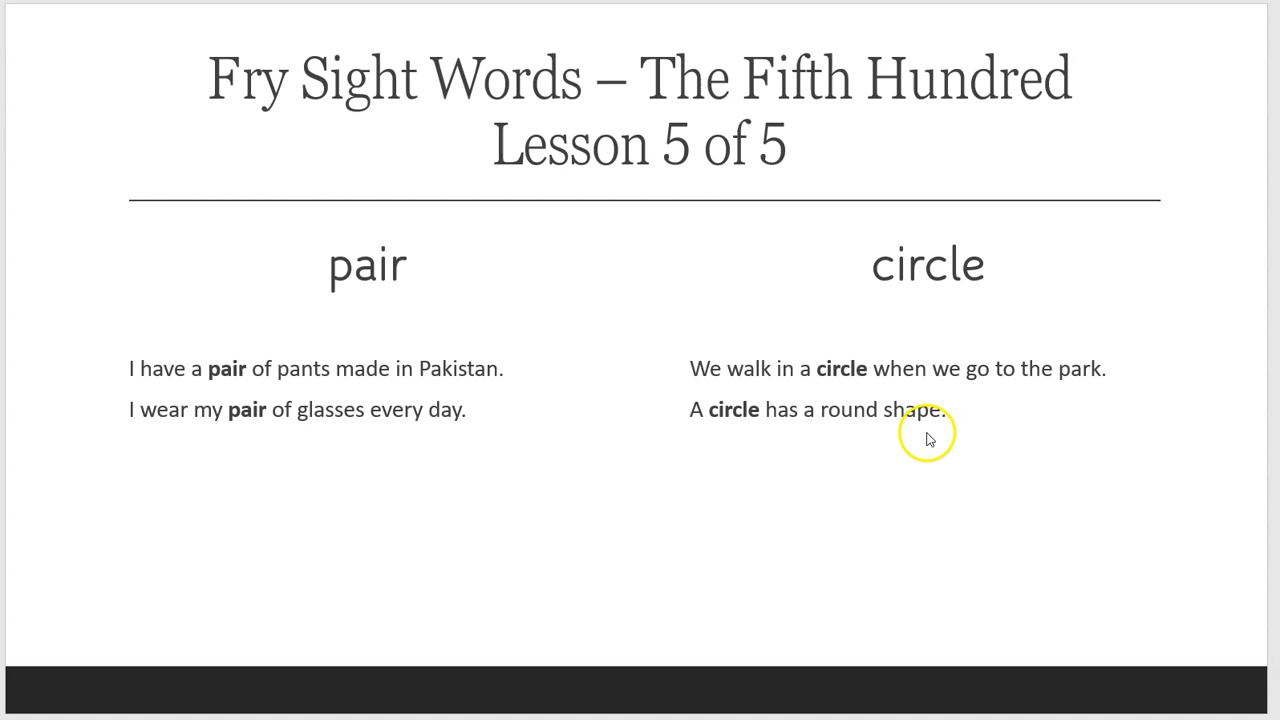 Fry Sight Words – The Fifth Hundred
Lesson 5 of 5
pair
I have a pair of pants made in Pakistan.
I wear my pair of glasses every day.
circle
We walk in a circle when we go to the park.
A circle has a round shape.